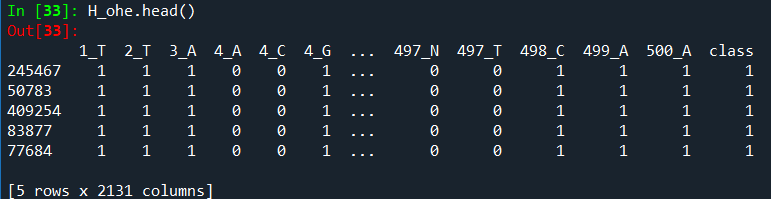 In [33]: H_ohe.head()
Out[33]:
1_T 2_T 3_A 4_A 4_C 4_G ... 497_N 497_T 498_C 499_A 500_A class
245467 1 1 1 0 0 1 ... 0 0 1 1 1 1
50783 1 1 1 0 0 1 ... 0 0 1 1 1 1
409254 1 1 1 0 0 1 ... 0 0 1 1 1 1
83877 1 1 1 0 0 1 ... 0 0 1 1 1 1
77684 1 1 1 0 0 1 ... 0 0 1 1 1 1
[5 rows x 2131 columns]